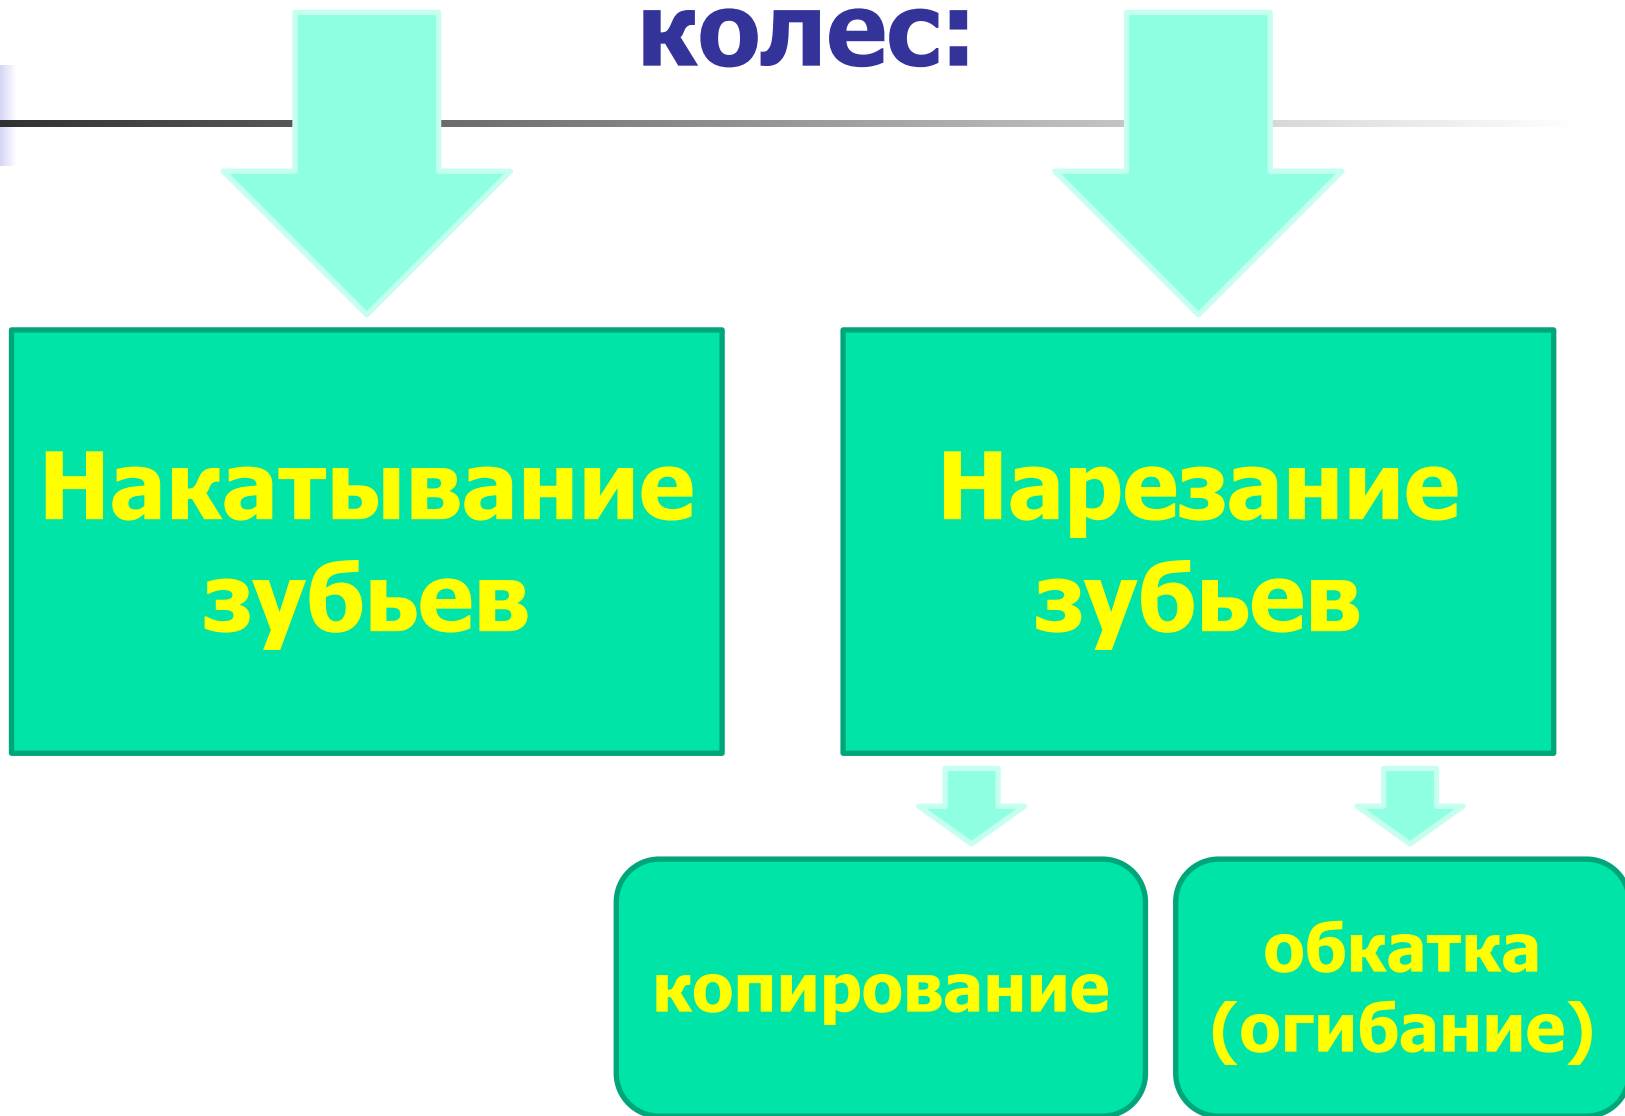 колес:
Накатывание
зубьев
Нарезание
зубьев
копирование
обкатка
(огибание)